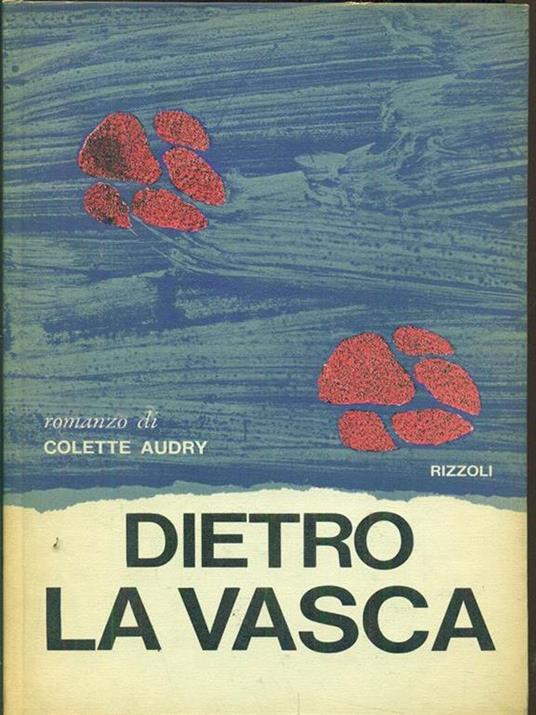 romanzo di
COLETTE AUDRY
RIZZOLI
DIETRO
LA VASCA